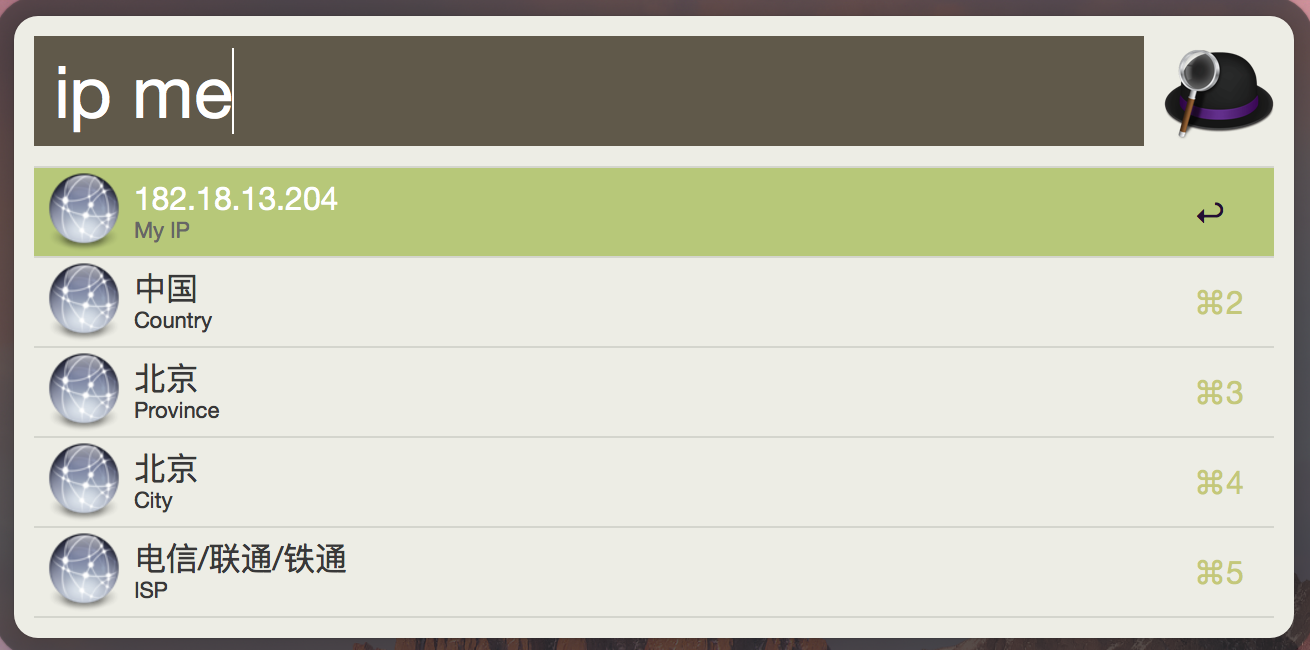 ip me
182.18.13.204
My IP
中国
Country
⌘2
北京
Province
⌘3
北京
City
⌘4
电信/联通/铁通
ISP
⌘5